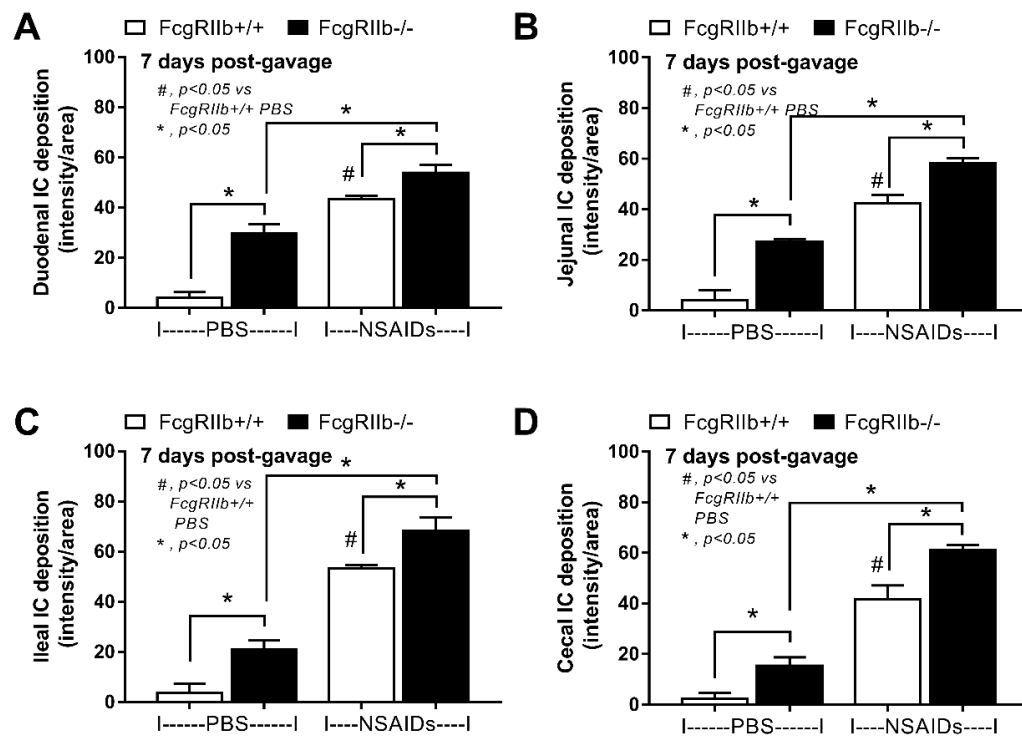 A
FcgRIIb+/+ FcgRIIb-/-
7 days post-gavage
#, p<0.05 vs
FcgRIIb+/+ PBS
*, p<0.05
Duodenal IC deposition
(intensity/area)
100
80
60
40
20
0
*
*
*
#
I------PBS------I I----NSAIDs----I
B
FcgRIIb+/+ FcgRIIb-/-
7 days post-gavage
#, p<0.05 vs
FcgRIIb+/+ PBS
*, p<0.05
Jejunal IC deposition
(intensity/area)
100
80
60
40
20
0
*
*
*
#
I------PBS------I I----NSAIDs----I
C
FcgRIIb+/+ FcgRIIb-/-
7 days post-gavage
#, p<0.05 vs
FcgRIIb+/+
PBS
*, p<0.05
Ileal IC deposition
(intensity/area)
100
80
60
40
20
0
*
*
*
#
I------PBS------I I----NSAIDs----I
D
FcgRIIb+/+ FcgRIIb-/-
7 days post-gavage
#, p<0.05 vs
FcgRIIb+/+
PBS
*, p<0.05
Cecal IC deposition
(intensity/area)
100
80
60
40
20
0
*
*
*
#
I------PBS------I I----NSAIDs----I